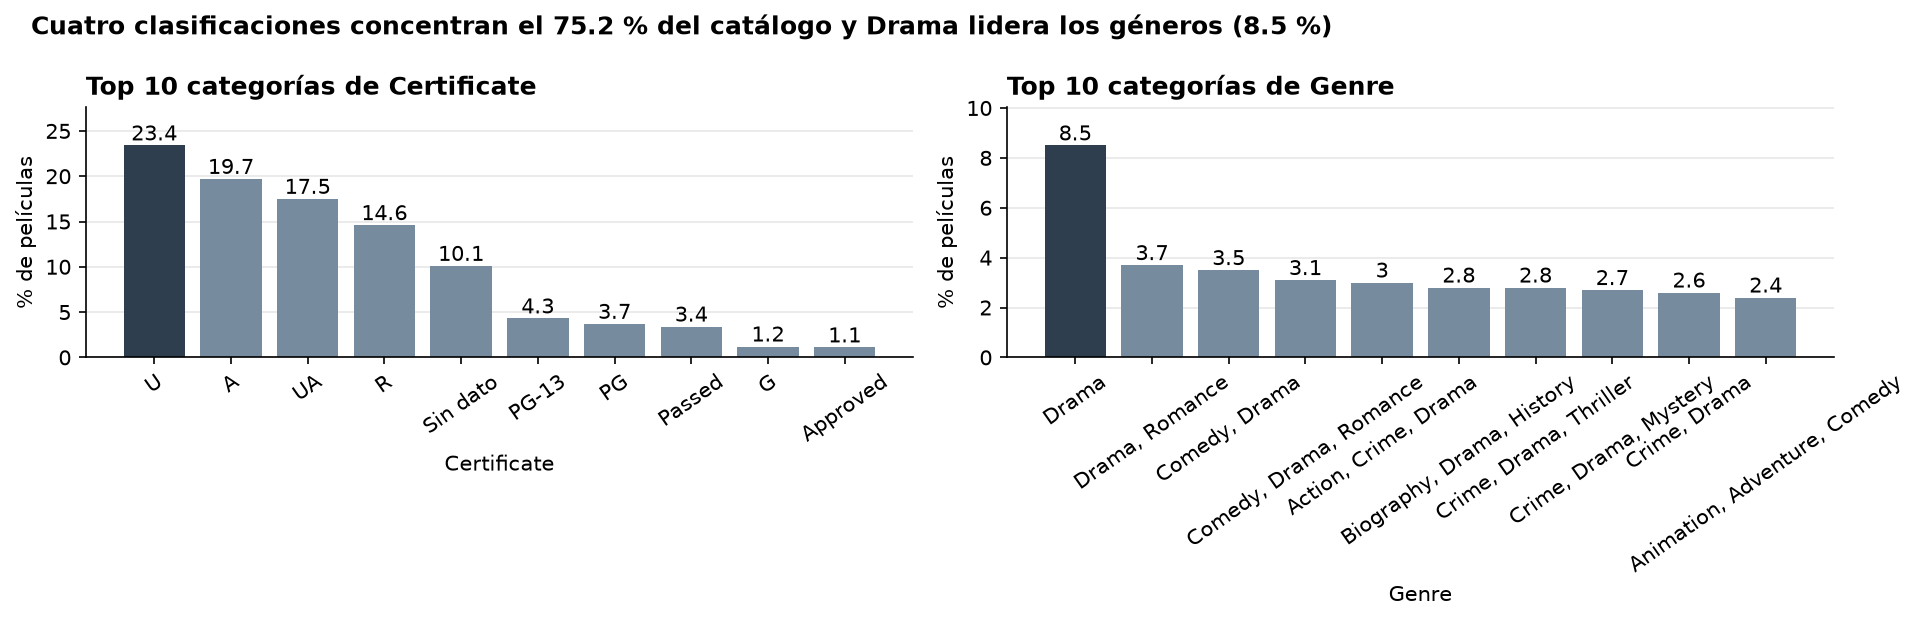 Cuatro clasificaciones concentran el 75.2 % del catálogo y Drama lidera los géneros (8.5 %)
Top 10 categorías de Certificate
% de películas
25
20
15
10
5
0
23.4
19.7
17.5
14.6
10.1
4.3
3.7
3.4
1.2
1.1
U
A
UA
R
Sin dato
PG-13
PG
Passed
G
Approved
Certificate
Top 10 categorías de Genre
% de películas
10
8
6
4
2
0
8.5
3.7
3.5
3.1
3
2.8
2.8
2.7
2.6
2.4
Drama
Drama, Romance
Comedy, Drama
Comedy, Drama, Romance
Action, Crime, Drama
Biography, Drama, History
Crime, Drama, Thriller
Crime, Drama, Mystery
Crime, Drama
Animation, Adventure, Comedy
Genre